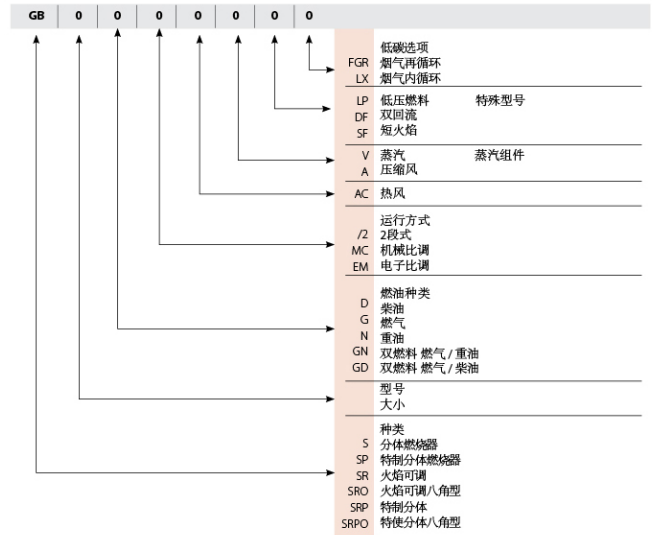 GB 0 0 0 0 0 0 0
低碳选项
FGR 烟气再循环
LX 烟气内循环
LP 低压燃料 特殊型号
DF 双回流
SF 短火焰
V 蒸汽 蒸汽组件
A 压缩风
AC 热风
运行方式
/2 2段式
MC 机械比调
EM 电子比调
燃油种类
D 柴油
G 燃气
N 重油
GN 双燃料 燃气 / 重油
GD 双燃料 燃气 / 柴油
型号
大小
种类
S 分体燃烧器
SP 特制分体燃烧器
SR 火焰可调
SRO 火焰可调八角型
SRP 特制分体
SRPO 特使分体八角型